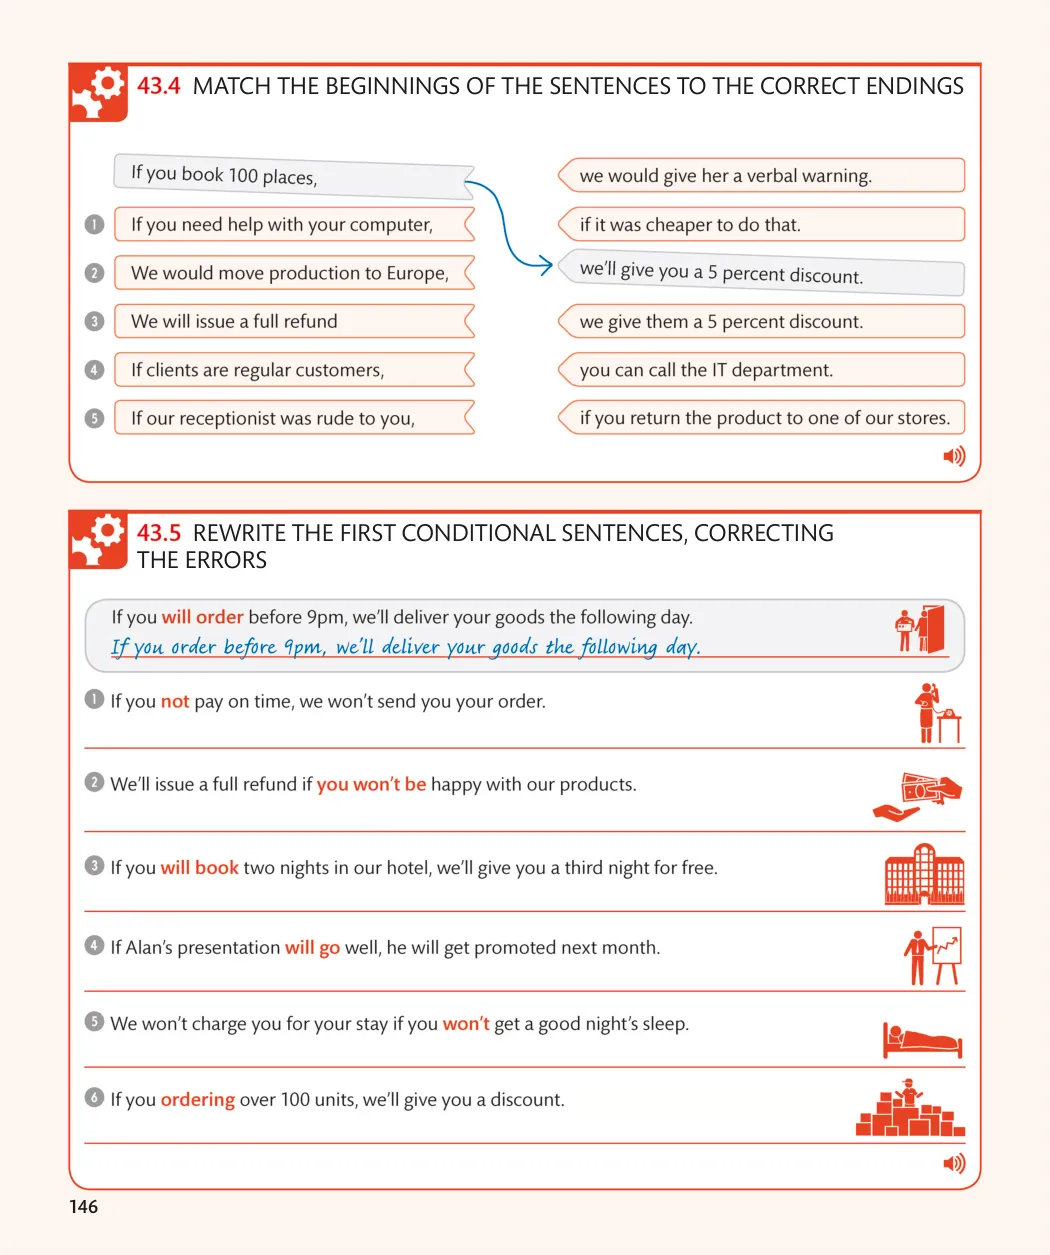 43.4 MATCH THE BEGINNINGS OF THE SENTENCES TO THE CORRECT ENDINGS
If you book 100 places,
1 If you need help with your computer,
2 We would move production to Europe,
3 We will issue a full refund
4 If clients are regular customers,
5 If our receptionist was rude to you,
we would give her a verbal warning.
if it was cheaper to do that.
we'll give you a 5 percent discount.
we give them a 5 percent discount.
you can call the IT department.
if you return the product to one of our stores.
43.5 REWRITE THE FIRST CONDITIONAL SENTENCES, CORRECTING
THE ERRORS
If you will order before 9pm, we'll deliver your goods the following day.
If you order before 9pm, we'll deliver your goods the following day.
1 If you not pay on time, we won't send you your order.
2 We'll issue a full refund if you won't be happy with our products.
3 If you will book two nights in our hotel, we'll give you a third night for free.
4 If Alan's presentation will go well, he will get promoted next month.
5 We won't charge you for your stay if you won't get a good night's sleep.
6 If you ordering over 100 units, we'll give you a discount.
146